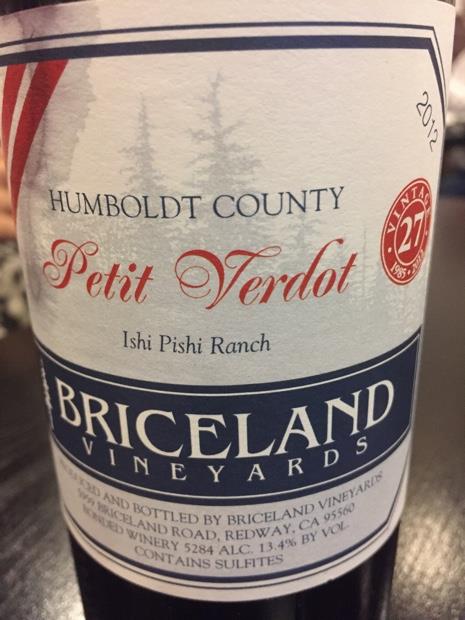 2012
HUMBOLDT COUNTY
VINTAGE
27
Petit Verdot
Ishi Pishi Ranch
BRICELAND
VINEYARDS
PRODUCED AND BOTTLED BY BRICELAND VINEYARDS
5959 BRICELAND ROAD, REDWAY, CA 95560
BONDED WINERY 5284 ALC. 13.4% BY VOL
CONTAINS SULFITES